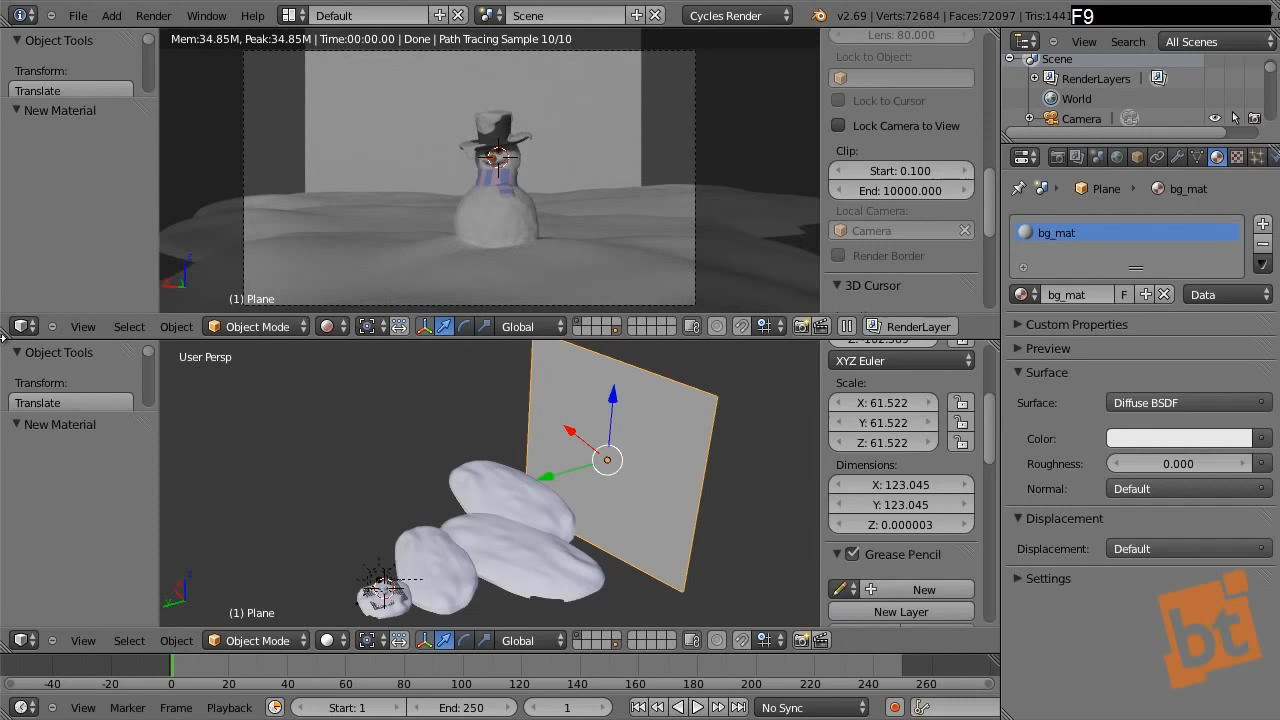 File Add Render Window Help Default Scene Cycles Render v2.69 | Verts:72684 | Faces:72097 | Tris:1441
F9
Object Tools
Transform:
Translate
New Material
Mem:34.85M, Peak:34.85M | Time:00:00.00 | Done | Path Tracing Sample 10/10
(1) Plane
Lens: 80.000
Lock to Object:
Lock to Cursor
Lock Camera to View
Clip:
Start: 0.100
End: 10000.000
Local Camera:
Camera
Render Border
3D Cursor
View Select Object Object Mode Global RenderLayer
Object Tools
Transform:
Translate
New Material
User Persp
(1) Plane
XYZ Euler
Scale:
X: 61.522
Y: 61.522
Z: 61.522
Dimensions:
X: 123.045
Y: 123.045
Z: 0.000003
Grease Pencil
New
New Layer
View Select Object Object Mode Global
-40 -20 0 20 40 60 80 100 120 140 160 180 200 220 240 260
View Marker Frame Playback Start: 1 End: 250 1 No Sync
View Search All Scenes
Scene
RenderLayers
World
Camera
Plane bg_mat
bg_mat
bg_mat F Data
Custom Properties
Preview
Surface
Surface: Diffuse BSDF
Color:
Roughness: 0.000
Normal: Default
Displacement
Displacement: Default
Settings
bt